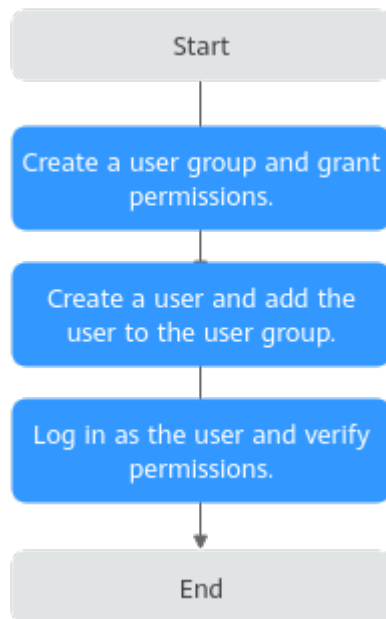 Start
Create a user group and grant
permissions.
Create a user and add the
user to the user group.
Log in as the user and verify
permissions.
End